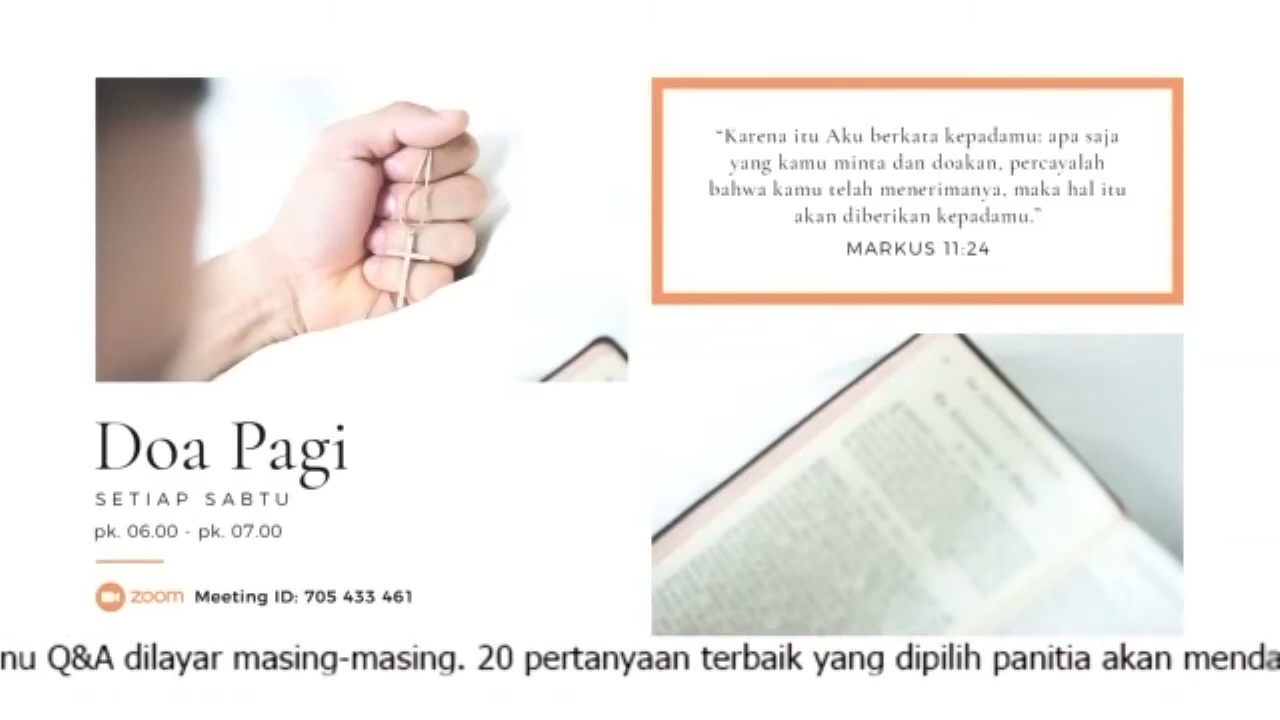 “Karena itu Aku berkata kepadamu: apa saja
yang kamu minta dan doakan, percayalah
bahwa kamu telah menerimanya, maka hal itu
akan diberikan kepadamu.”
MARKUS 11:24
Doa Pagi
SETIAP SABTU
pk. 06.00 - pk. 07.00
zoom Meeting ID: 705 433 461
nu Q&A dilayar masing-masing. 20 pertanyaan terbaik yang dipilih panitia akan menda